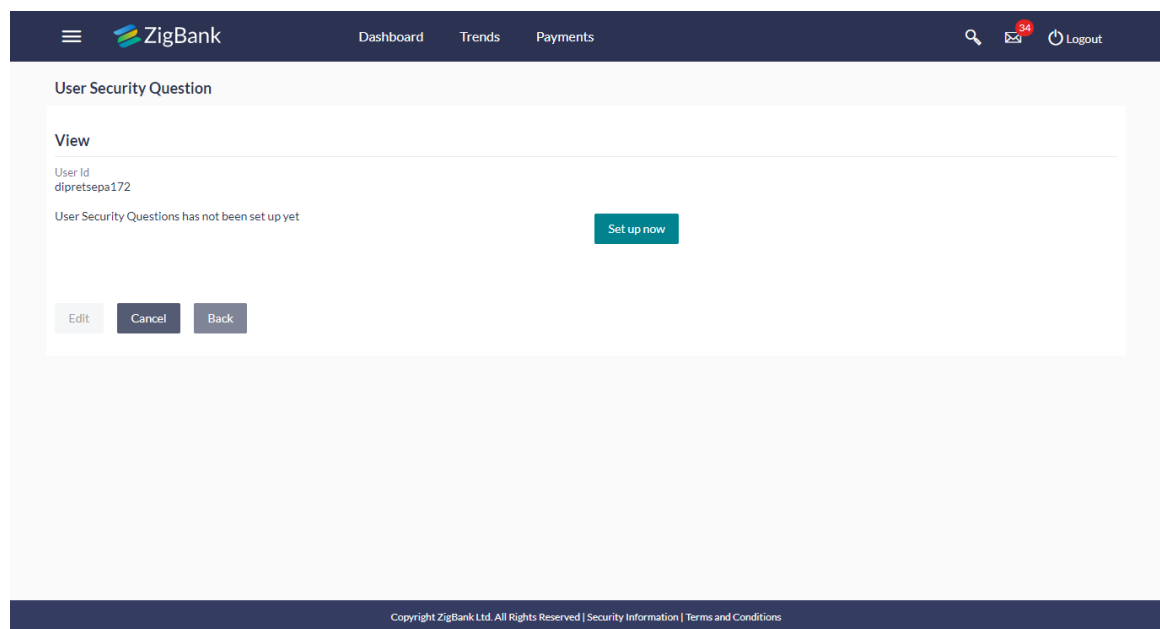 ZigBank Dashboard Trends Payments 34 Logout
User Security Question
View
User Id
dipretsepa172
User Security Questions has not been set up yet
Set up now
Edit Cancel Back
Copyright ZigBank Ltd. All Rights Reserved | Security Information | Terms and Conditions